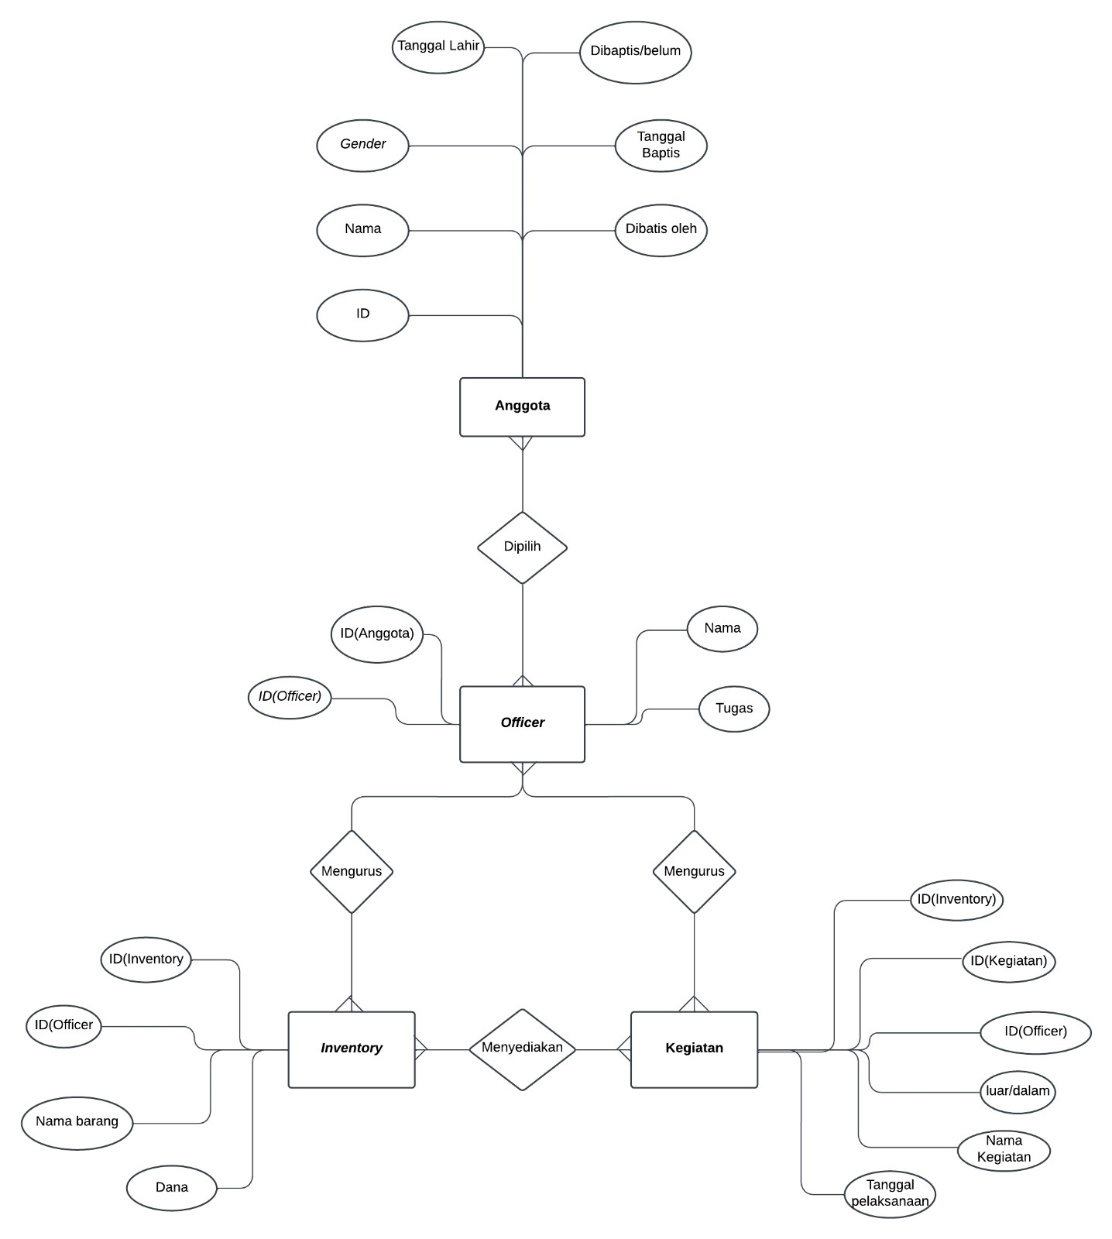 Tanggal Lahir
Dibaptis/belum
Gender
Tanggal
Baptis
Nama
Dibatis oleh
ID
Anggota
Dipilih
ID(Anggota)
Nama
ID(Officer)
Officer
Tugas
Mengurus
Mengurus
ID(Inventory)
ID(Inventory
ID(Kegiatan)
ID(Officer
ID(Officer)
Inventory
Menyediakan
Kegiatan
luar/dalam
Nama barang
Nama
Kegiatan
Dana
Tanggal
pelaksanaan